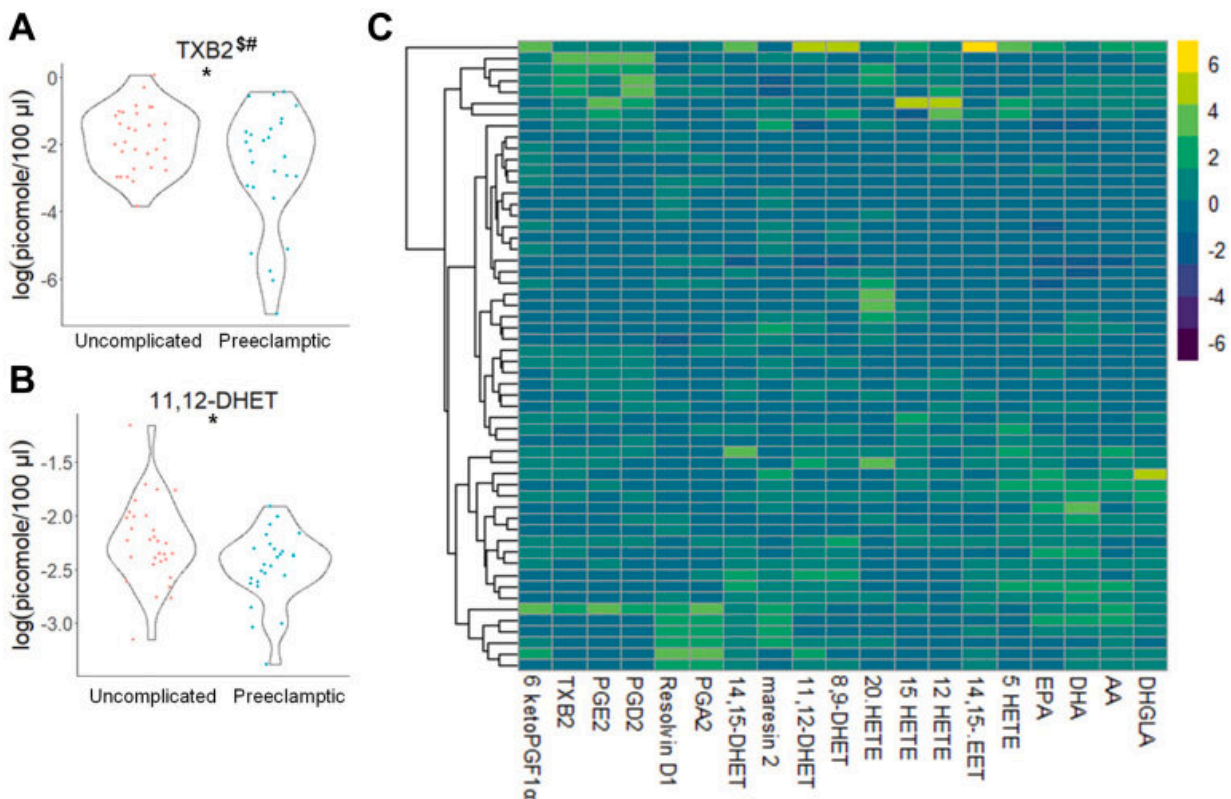 A
TXB2$#
*
log(picomole/100 µl)
0
-2
-4
-6
Uncomplicated Preeclamptic
B
11,12-DHET
*
log(picomole/100 µl)
-1.5
-2.0
-2.5
-3.0
Uncomplicated Preeclamptic
C
6
4
2
0
-2
-4
-6
6 ketoPGF1α
TXB2
PGE2
PGD2
Resolvin D1
PGA2
14,15-DHET
maresin 2
11,12-DHET
8,9-DHET
20.HETE
15 HETE
12 HETE
14,15-.EET
5 HETE
EPA
DHA
AA
DHGLA